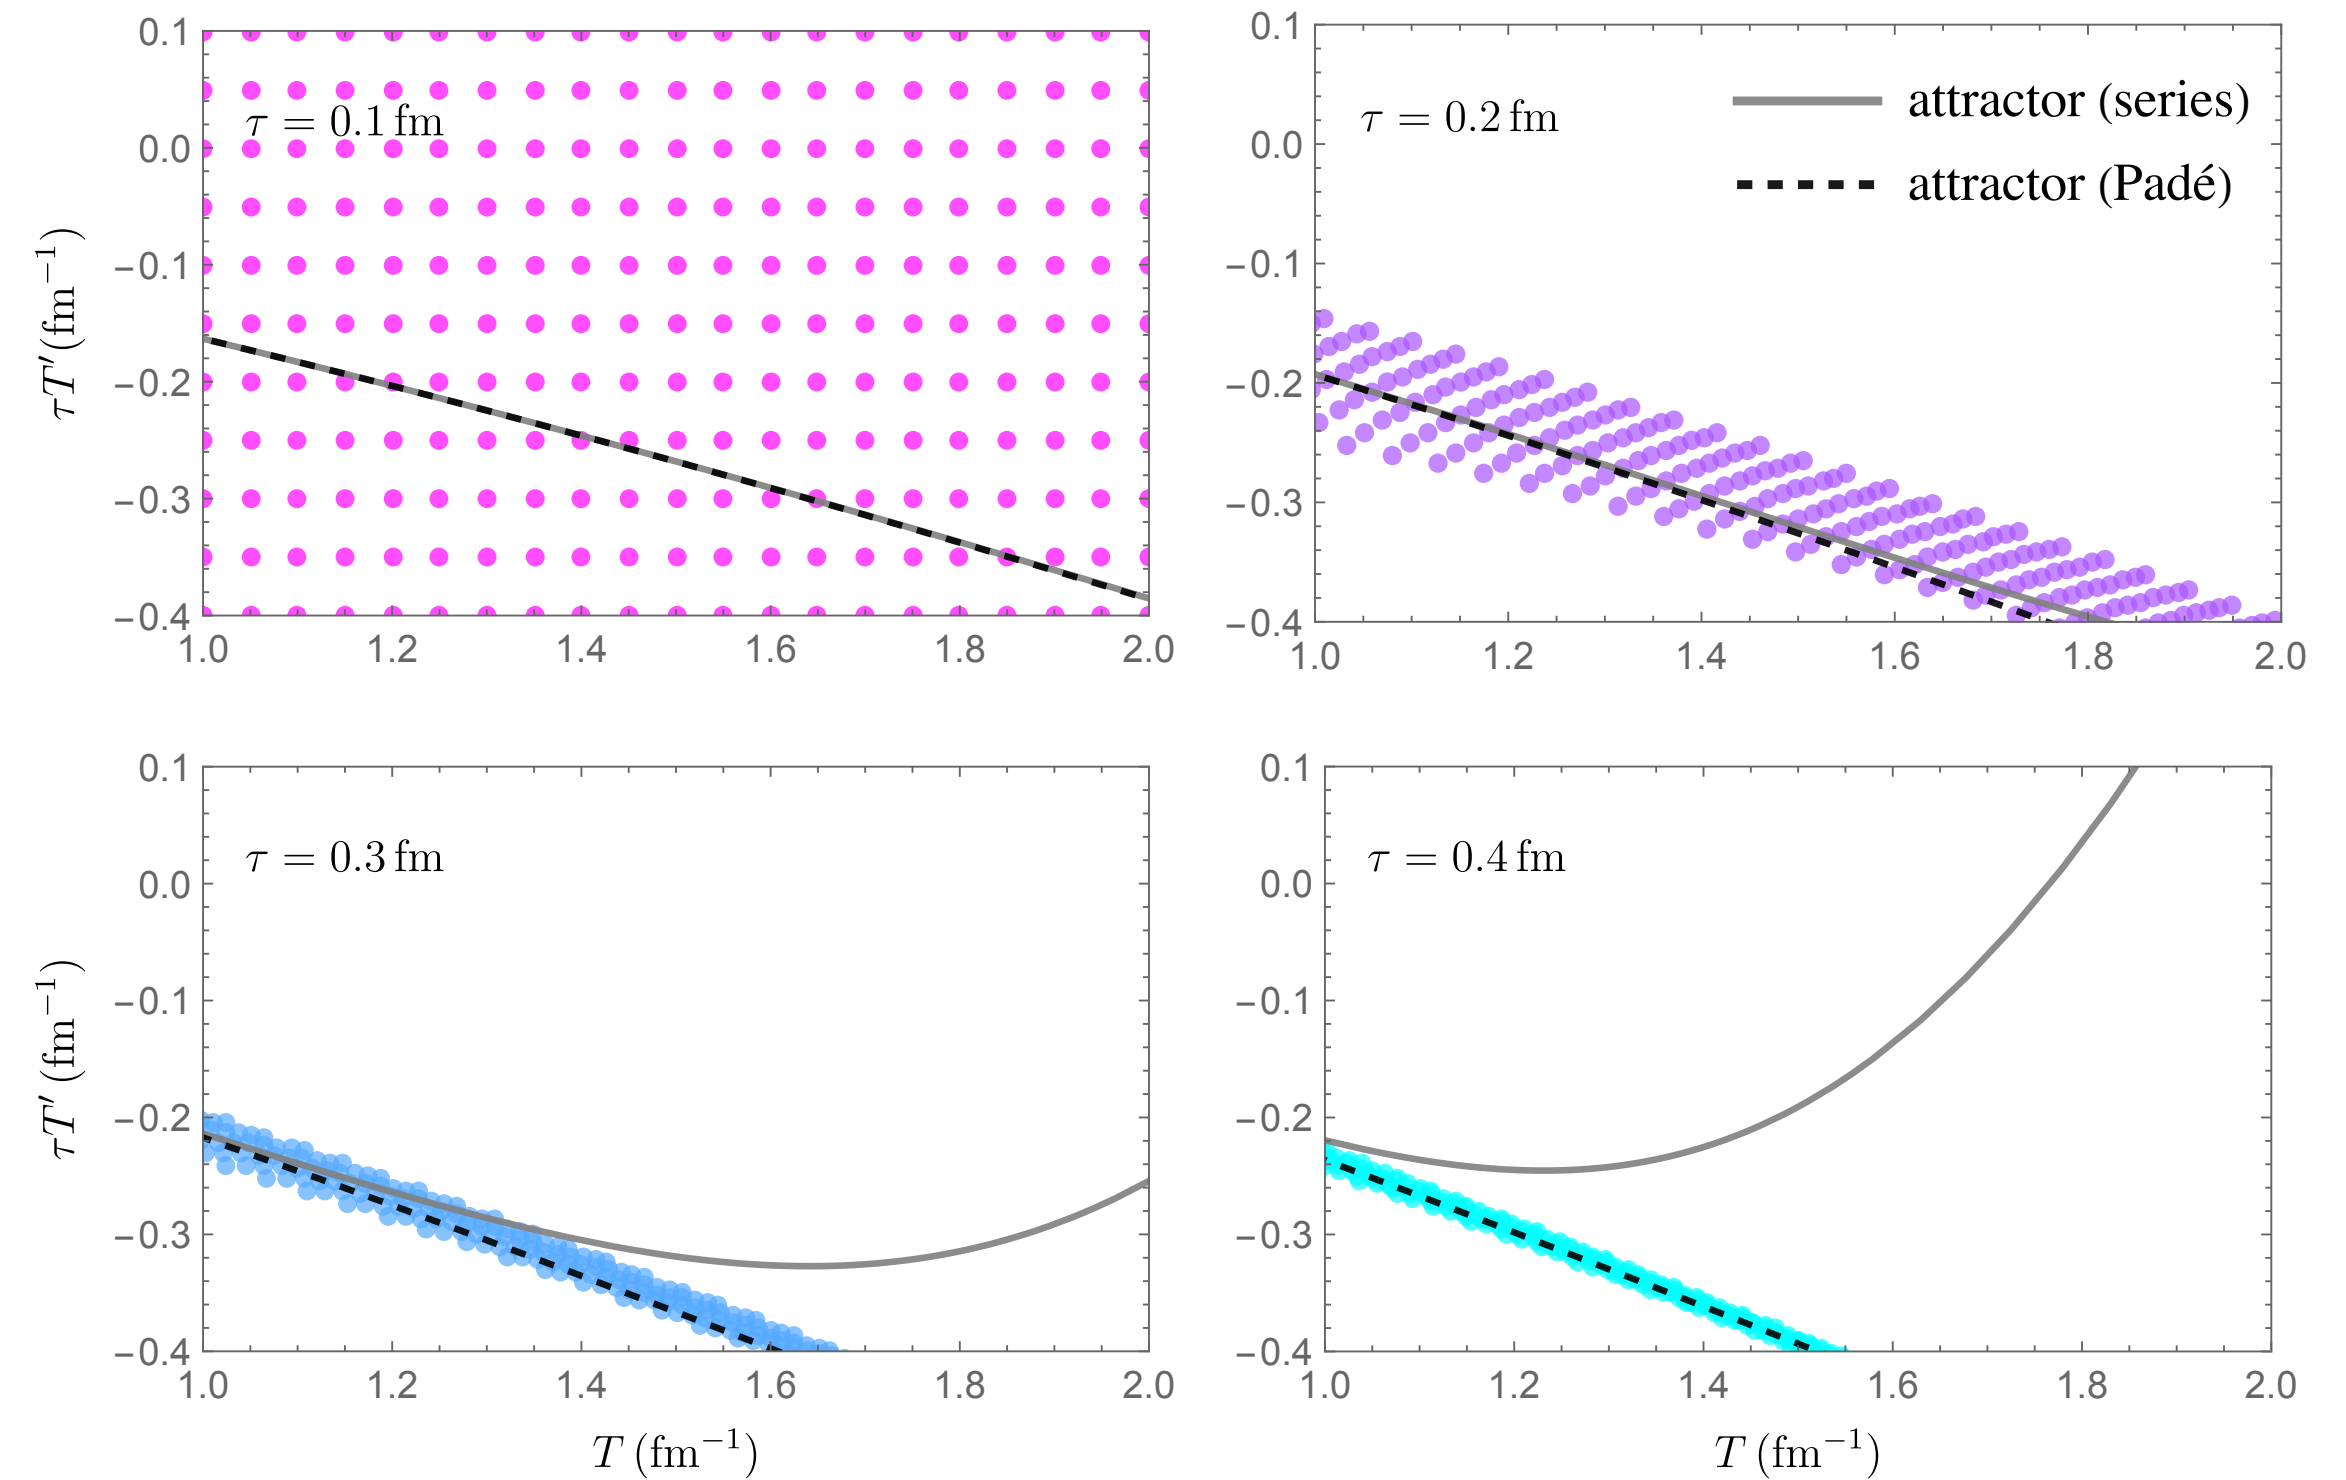 τT′(fm⁻¹)
0.1
0.0
−0.1
−0.2
−0.3
−0.4
τ = 0.1 fm
1.0 1.2 1.4 1.6 1.8 2.0
0.1
0.0
−0.1
−0.2
−0.3
−0.4
τ = 0.2 fm
attractor (series)
attractor (Padé)
1.0 1.2 1.4 1.6 1.8 2.0
τT′ (fm⁻¹)
0.1
0.0
−0.1
−0.2
−0.3
−0.4
τ = 0.3 fm
1.0 1.2 1.4 1.6 1.8 2.0
T (fm⁻¹)
0.1
0.0
−0.1
−0.2
−0.3
−0.4
τ = 0.4 fm
1.0 1.2 1.4 1.6 1.8 2.0
T (fm⁻¹)